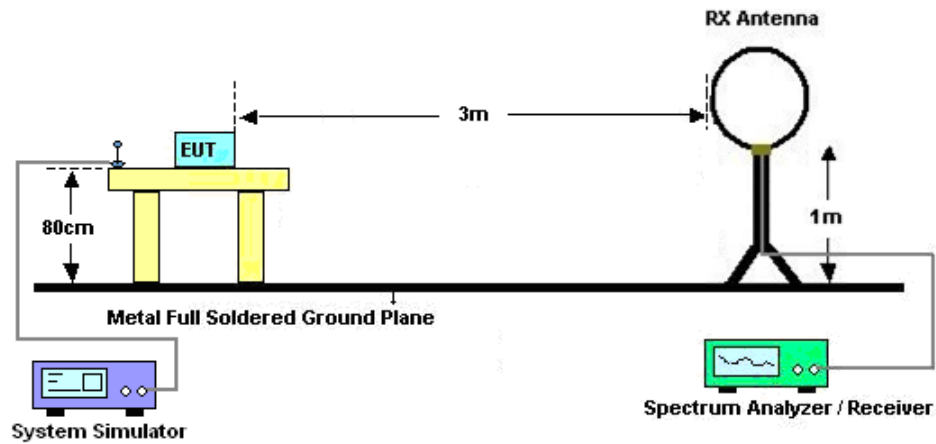 RX Antenna
3m
EUT
80cm
1m
Metal Full Soldered Ground Plane
Spectrum Analyzer / Receiver
System Simulator